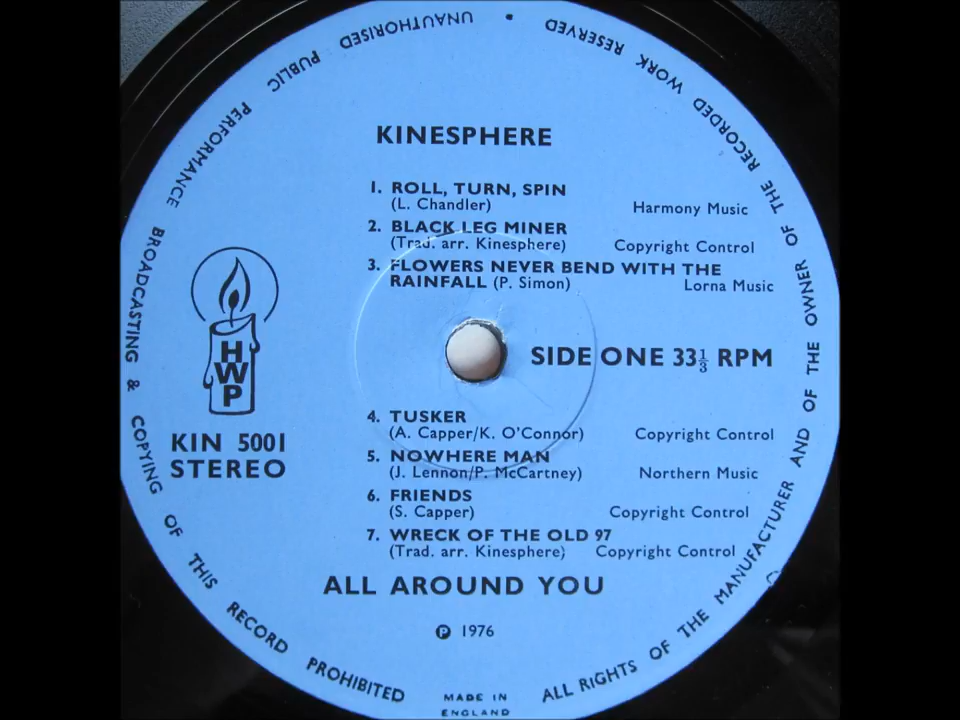 UNAUTHORISED PUBLIC PERFORMANCE BROADCASTING & COPYING OF THIS RECORD PROHIBITED
ALL RIGHTS OF THE MANUFACTURER AND OF THE OWNER OF THE RECORDED WORK RESERVED
KINESPHERE
1. ROLL, TURN, SPIN
(L. Chandler) Harmony Music
2. BLACK LEG MINER
(Trad. arr. Kinesphere) Copyright Control
3. FLOWERS NEVER BEND WITH THE
RAINFALL (P. Simon) Lorna Music
HWP
SIDE ONE 33⅓ RPM
KIN 5001
STEREO
4. TUSKER
(A. Capper/K. O'Connor) Copyright Control
5. NOWHERE MAN
(J. Lennon/P. McCartney) Northern Music
6. FRIENDS
(S. Capper) Copyright Control
7. WRECK OF THE OLD 97
(Trad. arr. Kinesphere) Copyright Control
ALL AROUND YOU
Ⓟ 1976
MADE IN
ENGLAND